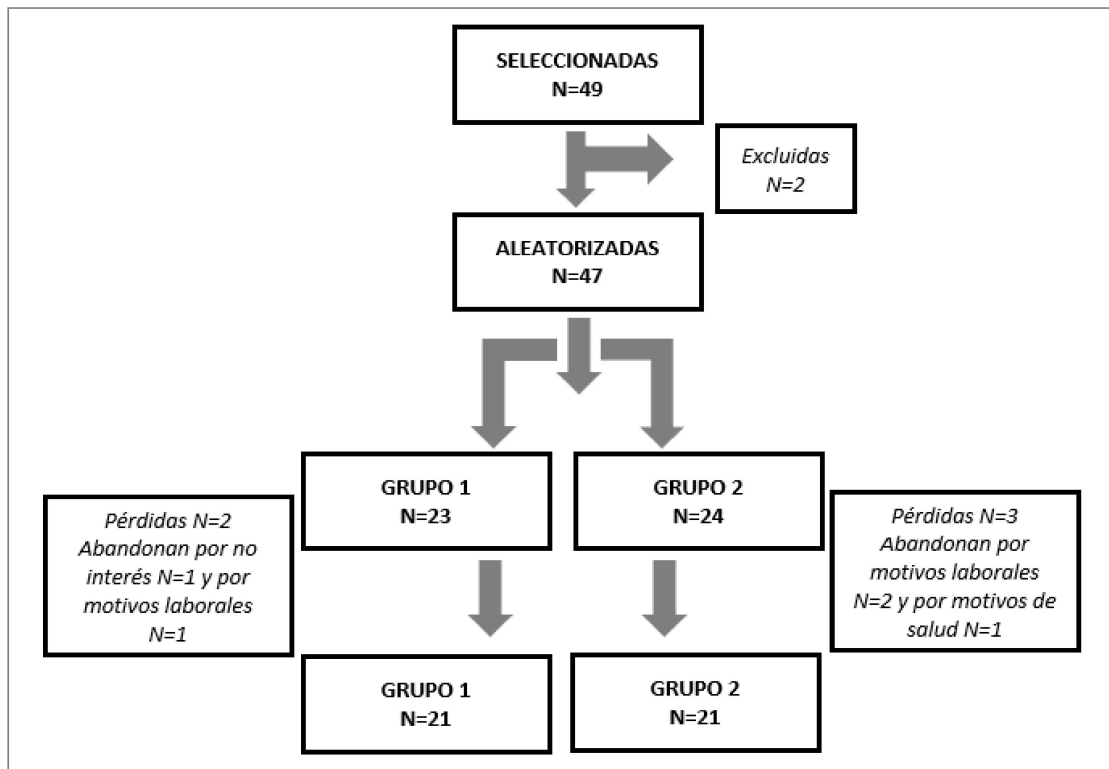 SELECCIONADAS
N=49
Excluidas
N=2
ALEATORIZADAS
N=47
GRUPO 1
N=23
GRUPO 2
N=24
Pérdidas N=2
Abandonan por no
interés N=1 y por
motivos laborales
N=1
Pérdidas N=3
Abandonan por
motivos laborales
N=2 y por motivos de
salud N=1
GRUPO 1
N=21
GRUPO 2
N=21